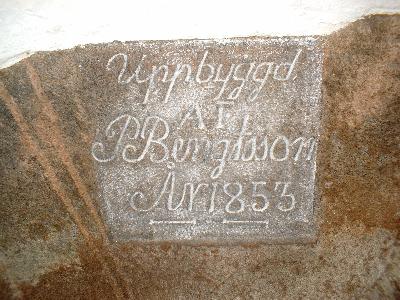 Uppbyggd
AF
P Bengtsson
År 1853